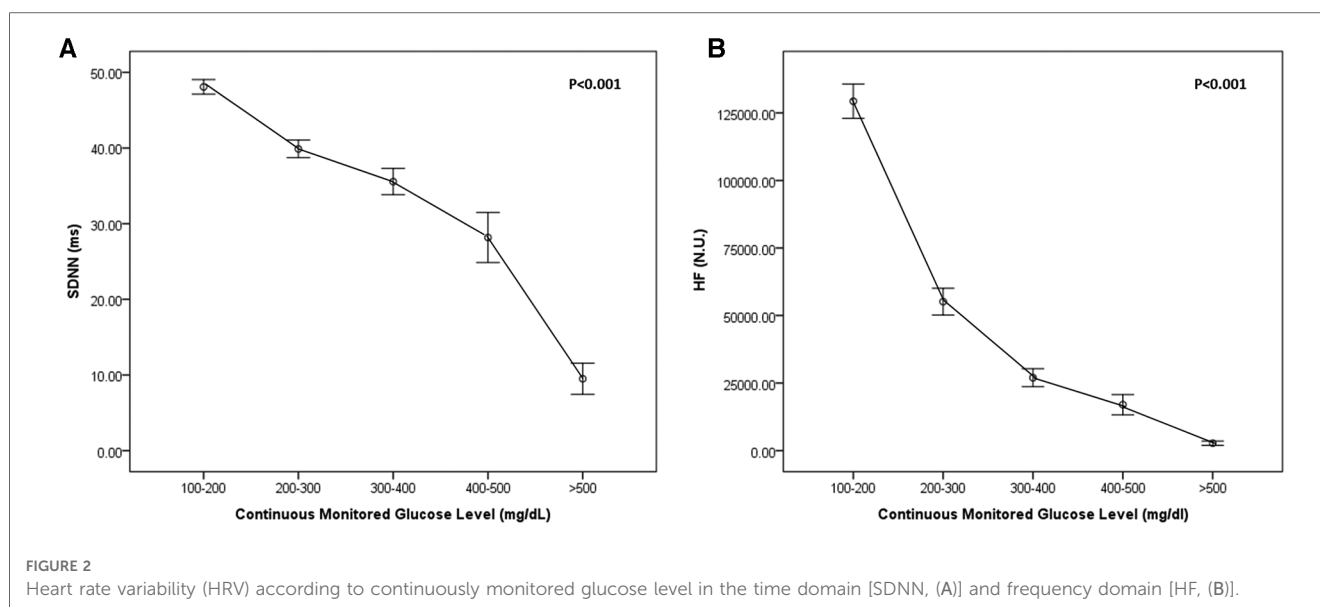 A
P<0.001
50.00
40.00
30.00
20.00
10.00
0.00
SDNN (ms)
100-200
200-300
300-400
400-500
>500
Continuous Monitored Glucose Level (mg/dL)
B
P<0.001
125000.00
100000.00
75000.00
50000.00
25000.00
0.00
HF (N.U.)
100-200
200-300
300-400
400-500
>500
Continuous Monitored Glucose Level (mg/dl)
FIGURE 2
Heart rate variability (HRV) according to continuously monitored glucose level in the time domain [SDNN, (A)] and frequency domain [HF, (B)].